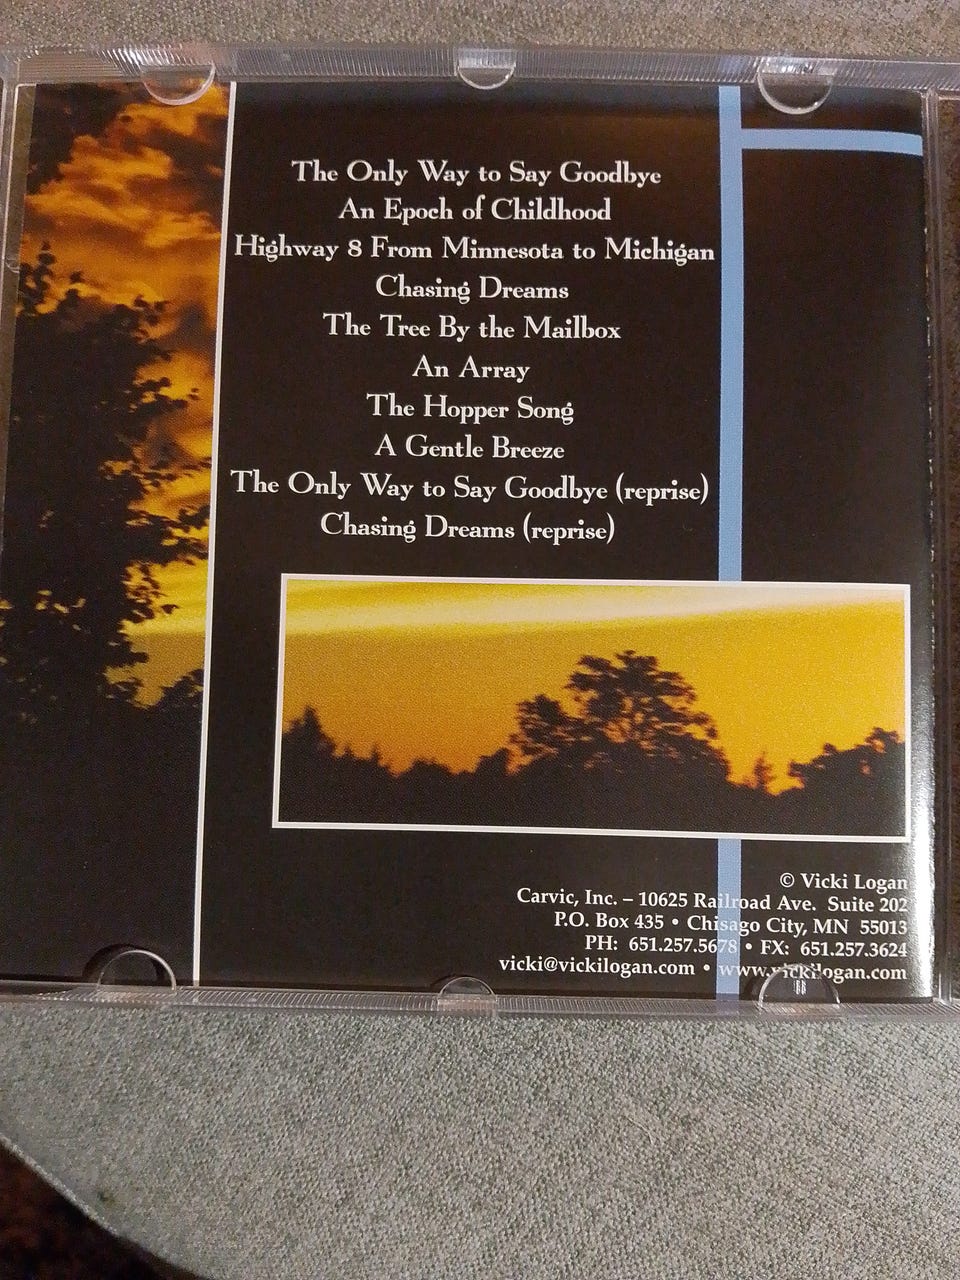 The Only Way to Say Goodbye
An Epoch of Childhood
Highway 8 From Minnesota to Michigan
Chasing Dreams
The Tree By the Mailbox
An Array
The Hopper Song
A Gentle Breeze
The Only Way to Say Goodbye (reprise)
Chasing Dreams (reprise)
© Vicki Logan
Carvic, Inc. – 10625 Railroad Ave. Suite 202
P.O. Box 435 • Chisago City, MN 55013
PH: 651.257.5678 • FX: 651.257.3624
vicki@vickilogan.com • www.vickilogan.com